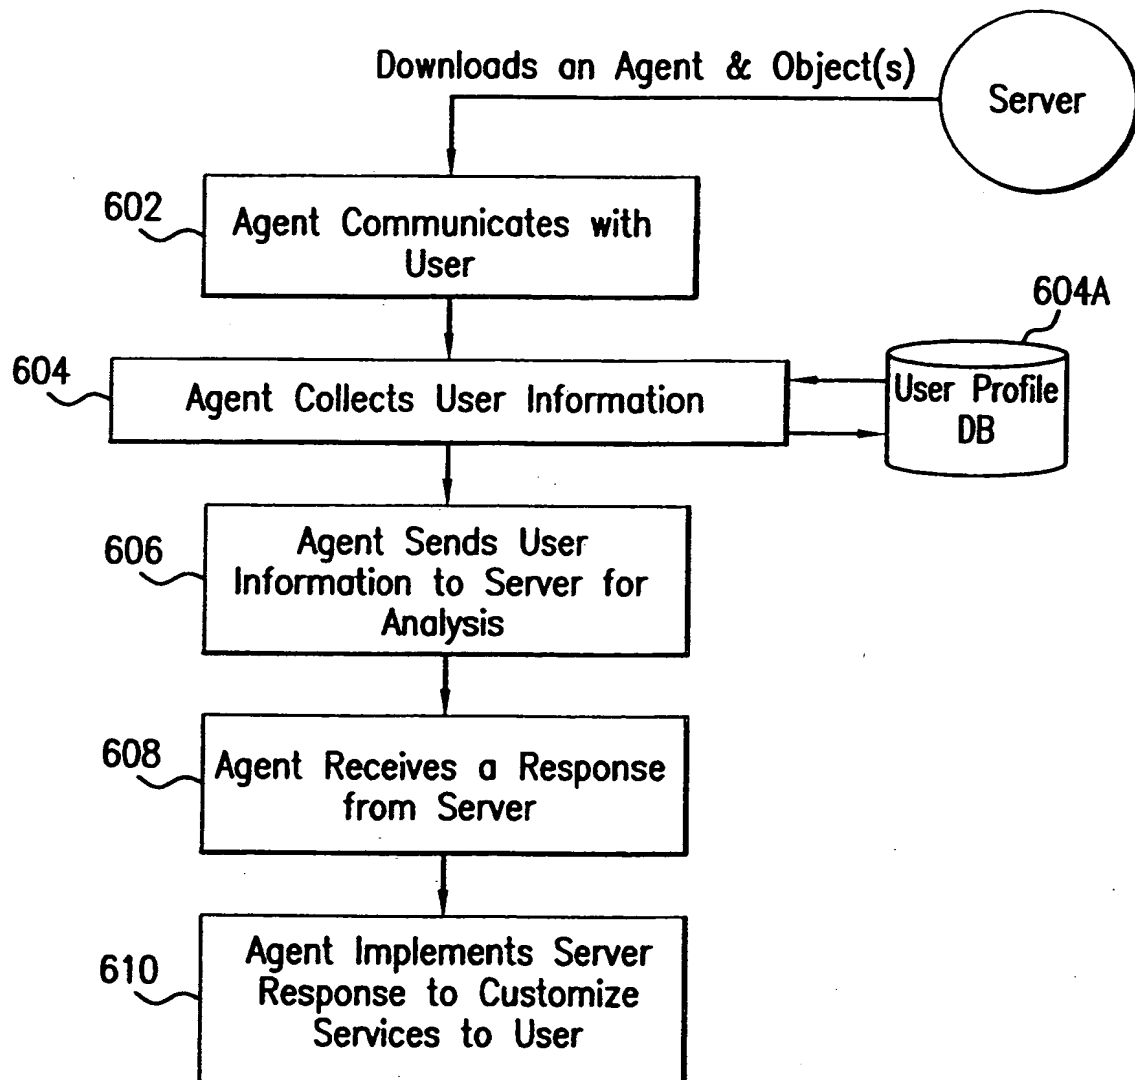 Downloads an Agent & Object(s)
Server
602
Agent Communicates with
User
604A
604
Agent Collects User Information
User Profile
DB
606
Agent Sends User
Information to Server for
Analysis
608
Agent Receives a Response
from Server
610
Agent Implements Server
Response to Customize
Services to User